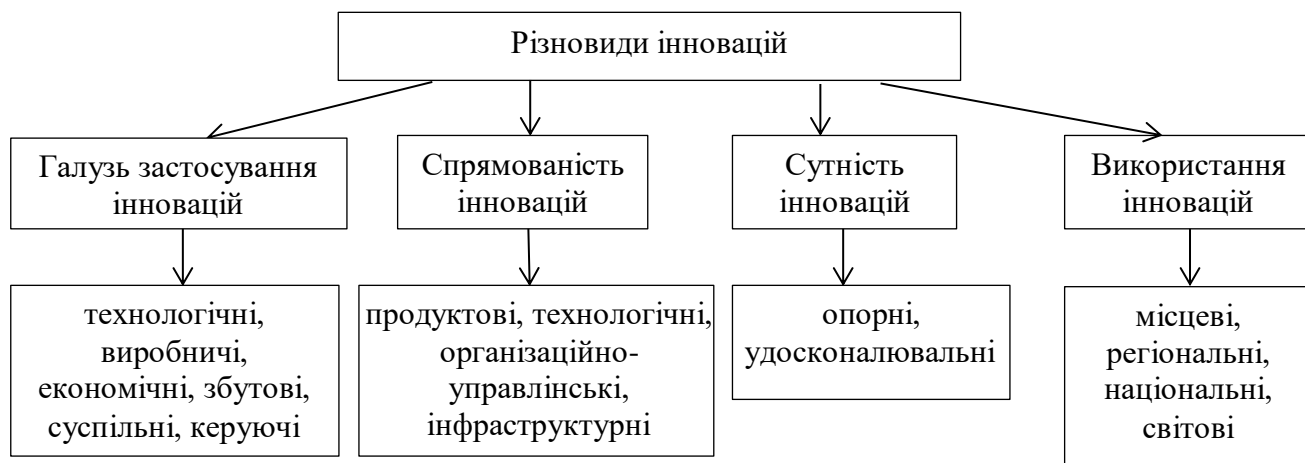 Різновиди інновацій
Галузь застосування
інновацій
Спрямованість
інновацій
Сутність
інновацій
Використання
інновацій
технологічні,
виробничі,
економічні, збутові,
суспільні, керуючі
продуктові, технологічні,
організаційно-
управлінські,
інфраструктурні
опорні,
удосконалювальні
місцеві,
регіональні,
національні,
світові